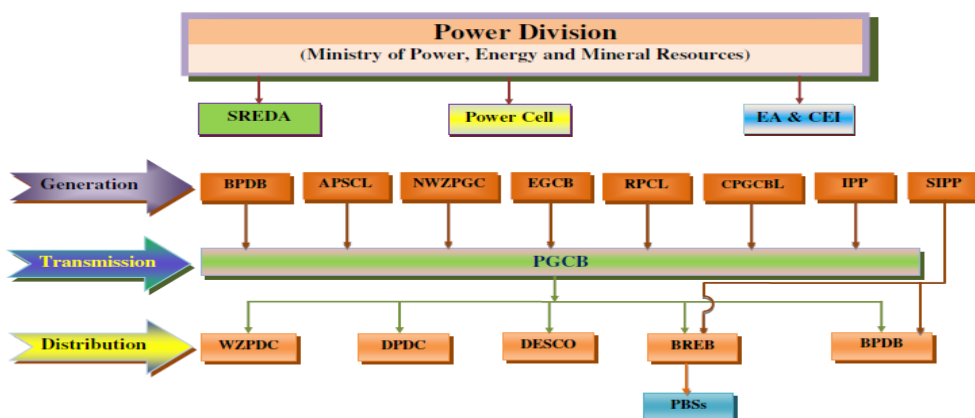 Power Division
(Ministry of Power, Energy and Mineral Resources)
SREDA
Power Cell
EA & CEI
Generation
BPDB
APSCL
NWZPGC
EGCB
RPCL
CPGCBL
IPP
SIPP
Transmission
PGCB
Distribution
WZPDC
DPDC
DESCO
BREB
BPDB
PBSs